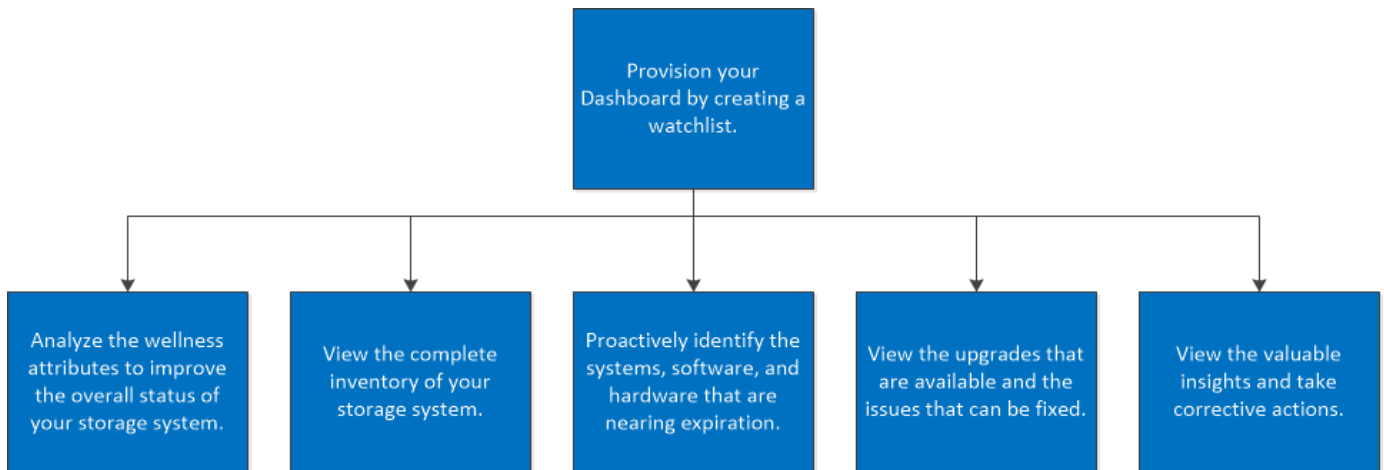 Provision your
Dashboard by creating a
watchlist.
Analyze the wellness
attributes to improve
the overall status of
your storage system.
View the complete
inventory of your
storage system.
Proactively identify the
systems, software, and
hardware that are
nearing expiration.
View the upgrades that
are available and the
issues that can be fixed.
View the valuable
insights and take
corrective actions.